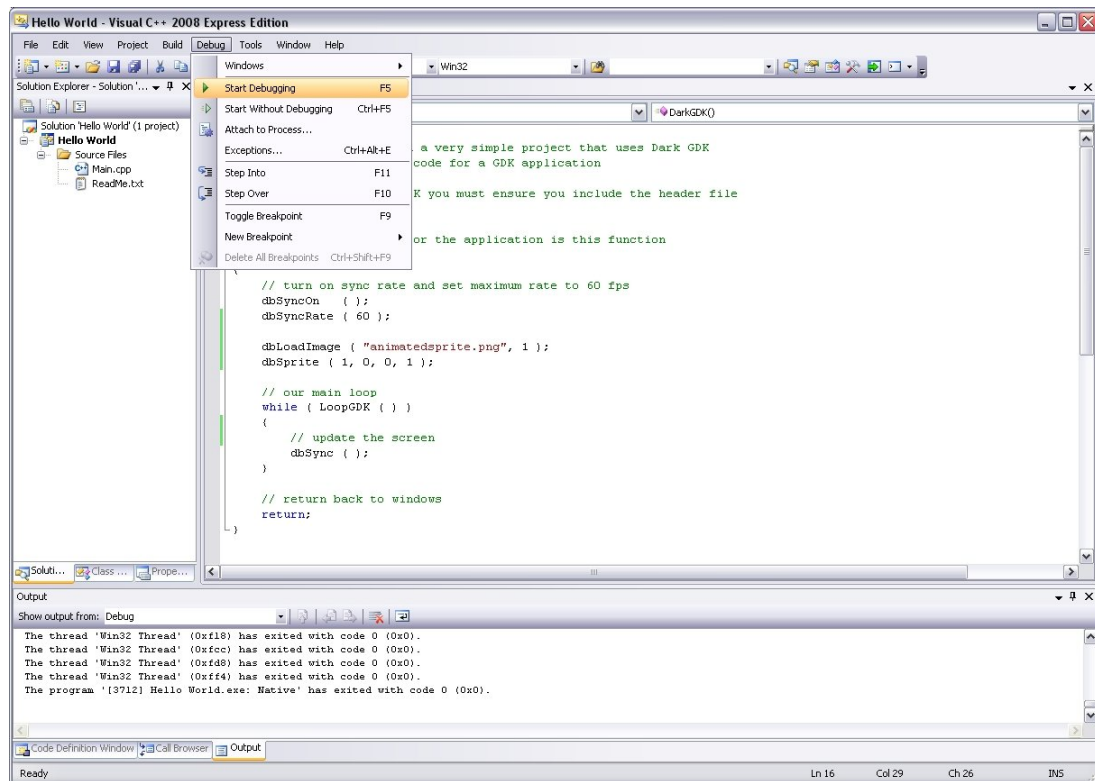 Hello World - Visual C++ 2008 Express Edition
File Edit View Project Build Debug Tools Window Help
Win32
Solution Explorer - Solution '...
Solution 'Hello World' (1 project)
Hello World
Source Files
Main.cpp
ReadMe.txt
Windows
Start Debugging F5
Start Without Debugging Ctrl+F5
Attach to Process...
Exceptions... Ctrl+Alt+E
Step Into F11
Step Over F10
Toggle Breakpoint F9
New Breakpoint
Delete All Breakpoints Ctrl+Shift+F9
DarkGDK()
a very simple project that uses Dark GDK
code for a GDK application
K you must ensure you include the header file
or the application is this function
{
// turn on sync rate and set maximum rate to 60 fps
dbSyncOn ( );
dbSyncRate ( 60 );
dbLoadImage ( "animatedsprite.png", 1 );
dbSprite ( 1, 0, 0, 1 );
// our main loop
while ( LoopGDK ( ) )
{
// update the screen
dbSync ( );
}
// return back to windows
return;
}
Soluti... Class ... Prope...
Output
Show output from: Debug
The thread 'Win32 Thread' (0xf18) has exited with code 0 (0x0).
The thread 'Win32 Thread' (0xfcc) has exited with code 0 (0x0).
The thread 'Win32 Thread' (0xfd8) has exited with code 0 (0x0).
The thread 'Win32 Thread' (0xff4) has exited with code 0 (0x0).
The program '[3712] Hello World.exe: Native' has exited with code 0 (0x0).
Code Definition Window Call Browser Output
Ready Ln 16 Col 29 Ch 26 INS